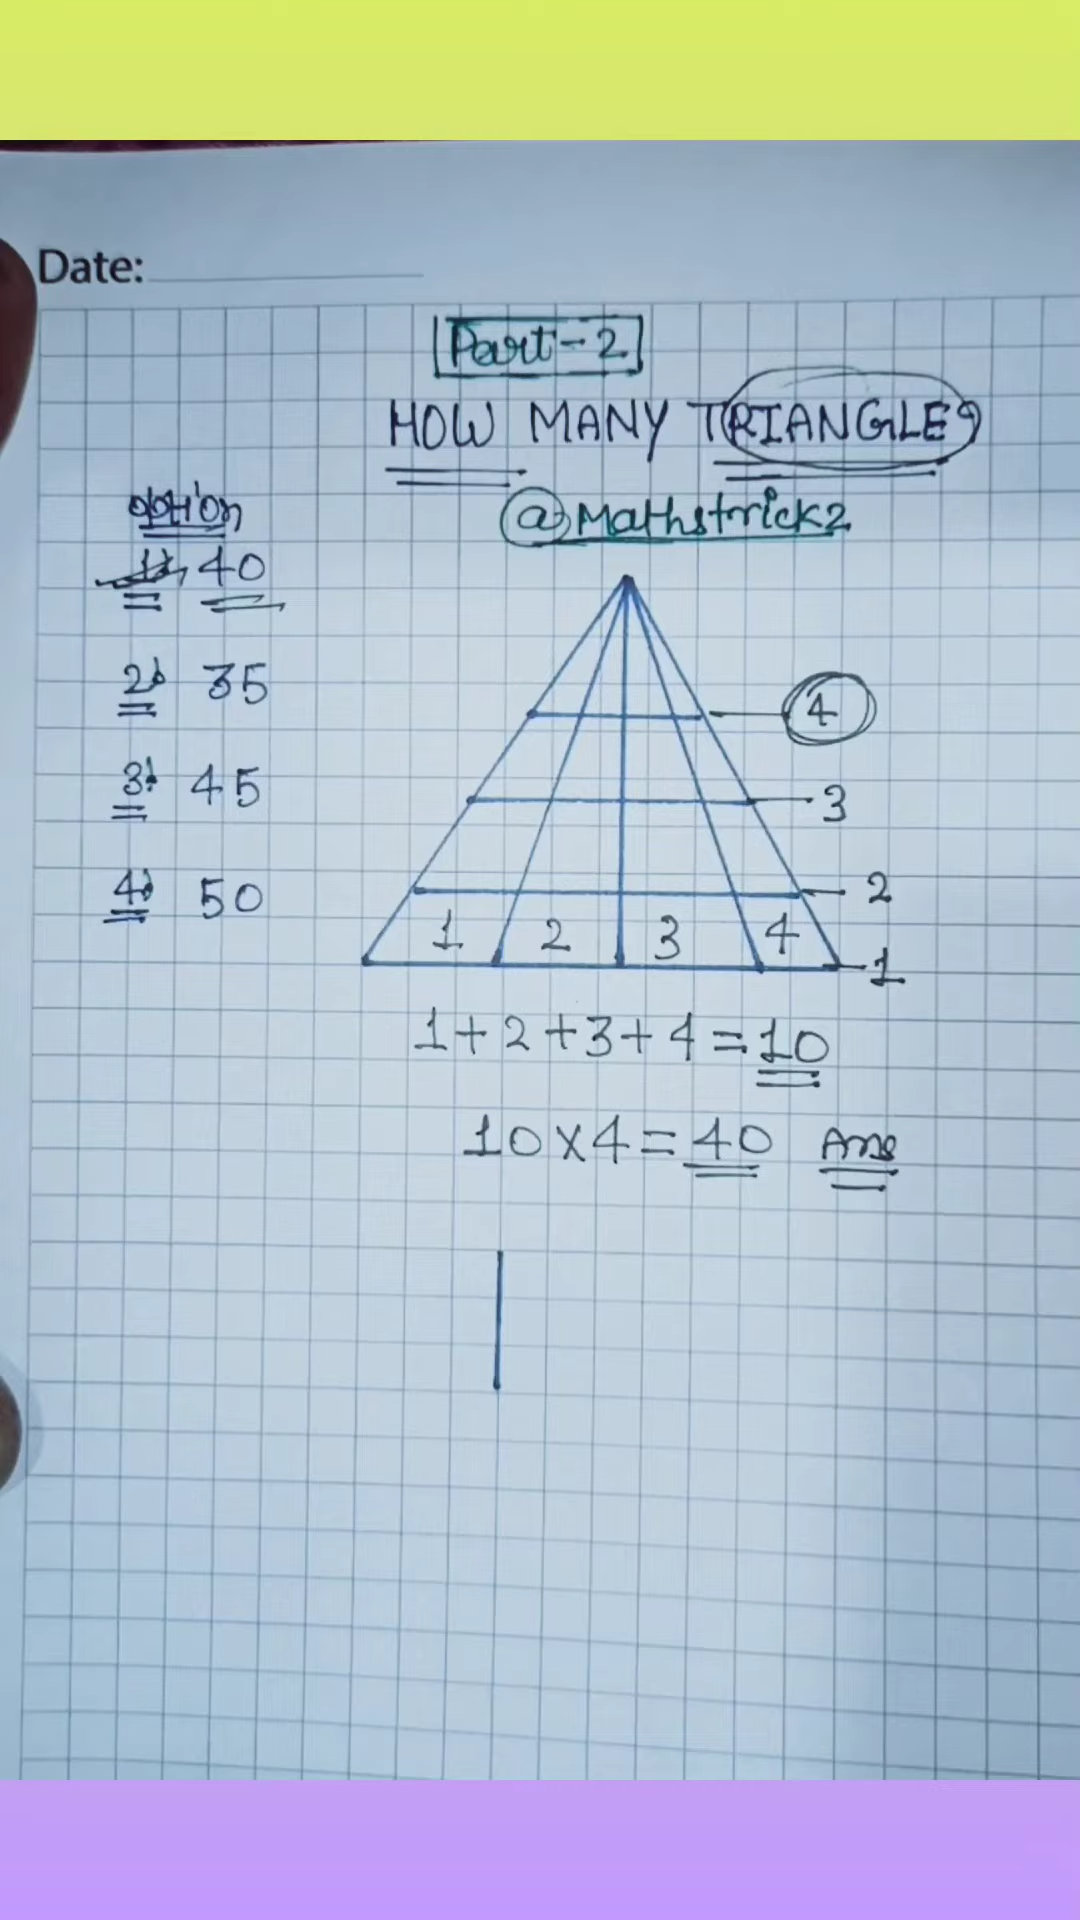 Date:
Part-2
HOW MANY TRIANGLE?
@Mathstrick2
option
1) 40
2) 35
3) 45
4) 50
4
3
2
1 2 3 4
1
1+2+3+4=10
10×4=40 Ans